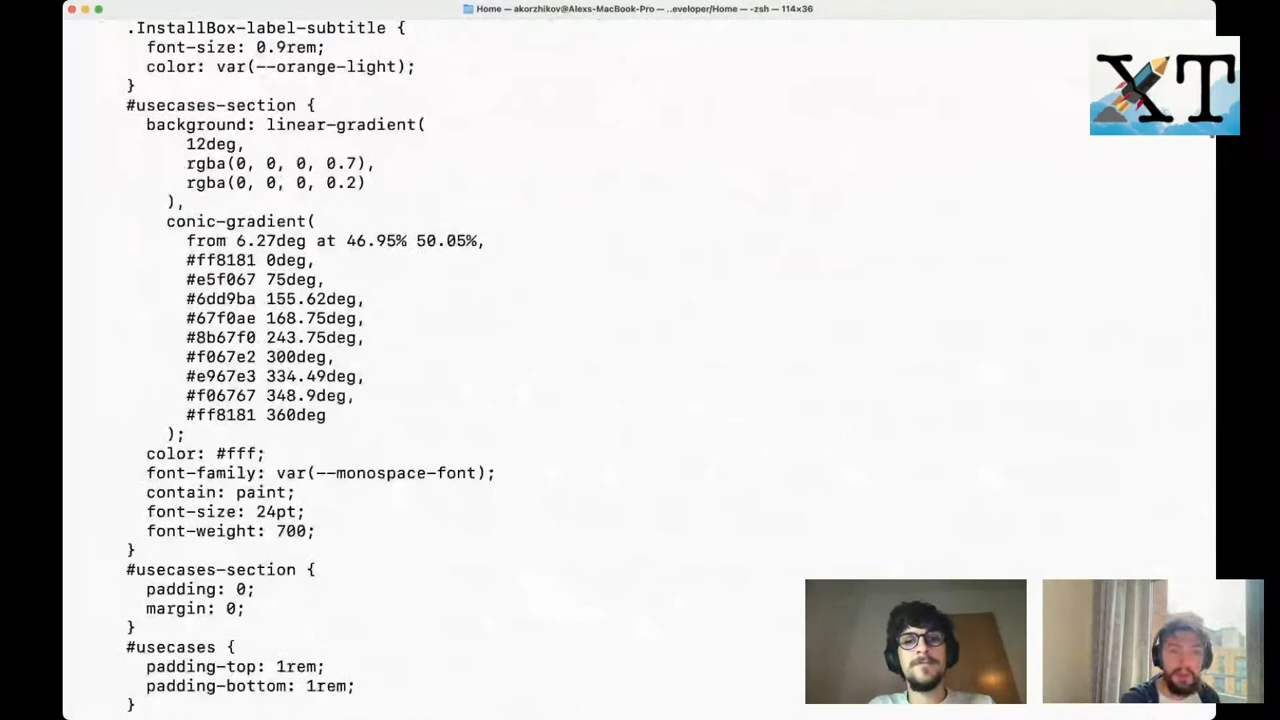 Home — akorzhikov@Alexs-MacBook-Pro — ..eveloper/Home — -zsh — 114×36
.InstallBox-label-subtitle {
  font-size: 0.9rem;
  color: var(--orange-light);
}
#usecases-section {
  background: linear-gradient(
      12deg,
      rgba(0, 0, 0, 0.7),
      rgba(0, 0, 0, 0.2)
    ),
    conic-gradient(
      from 6.27deg at 46.95% 50.05%,
      #ff8181 0deg,
      #e5f067 75deg,
      #6dd9ba 155.62deg,
      #67f0ae 168.75deg,
      #8b67f0 243.75deg,
      #f067e2 300deg,
      #e967e3 334.49deg,
      #f06767 348.9deg,
      #ff8181 360deg
    );
  color: #fff;
  font-family: var(--monospace-font);
  contain: paint;
  font-size: 24pt;
  font-weight: 700;
}
#usecases-section {
  padding: 0;
  margin: 0;
}
#usecases {
  padding-top: 1rem;
  padding-bottom: 1rem;
}
XT